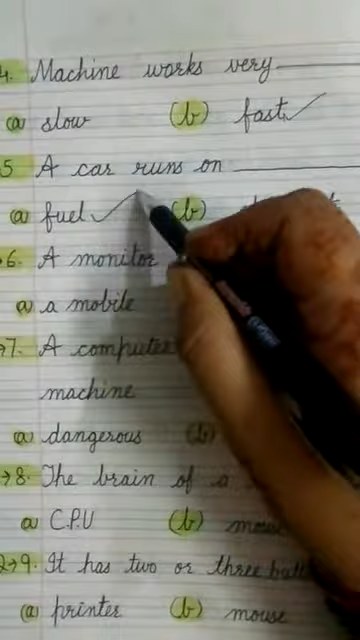 4. Machine works very
(a) slow (b) fast
5 A car runs on
(a) fuel (b)
6. A monitor
(a) a mobile
7. A computer
machine
(a) dangerous (b)
8. The brain of a
(a) C.P.U (b) mouse
9. It has two or three
(a) printer (b) mouse